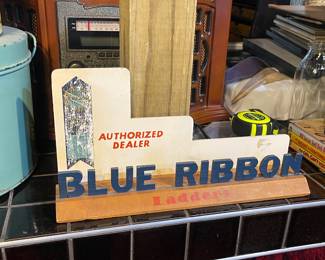 AUTHORIZED
DEALER
BLUE RIBBON
Ladders